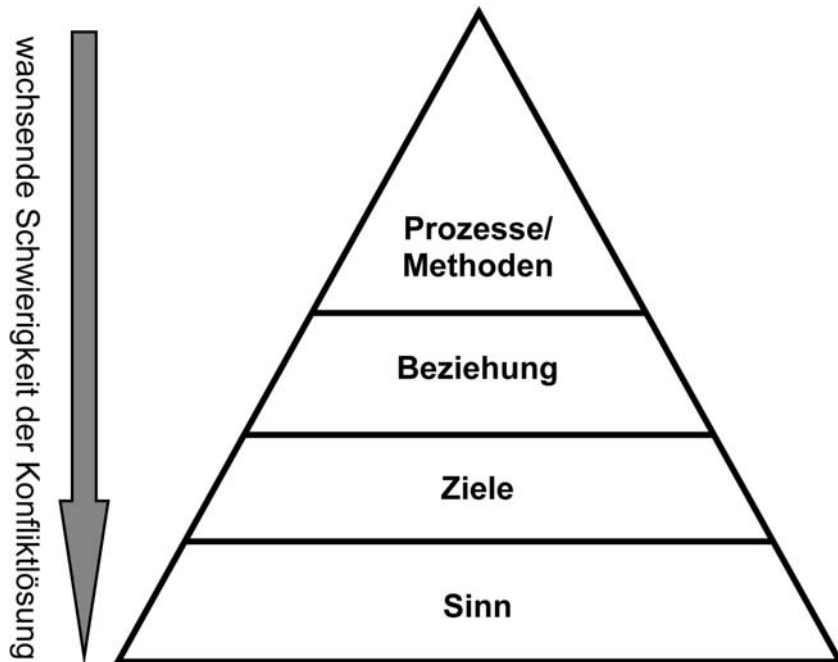 wachsende Schwierigkeit der Konfliktlösung
Prozesse/
Methoden
Beziehung
Ziele
Sinn